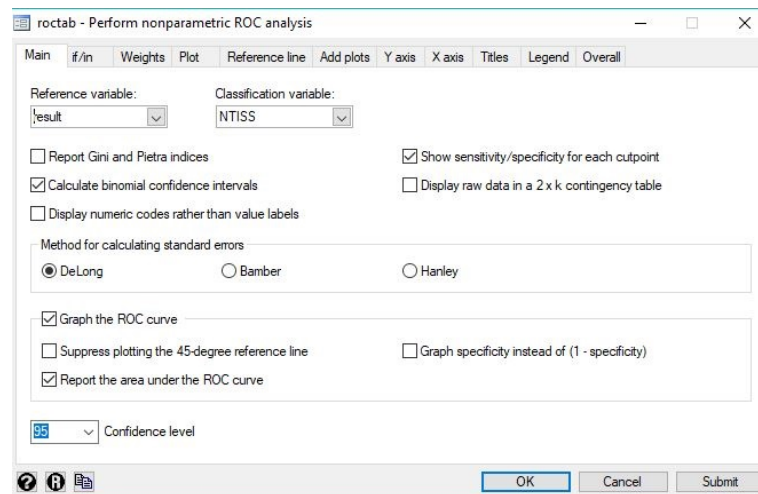 roctab - Perform nonparametric ROC analysis
Main if/in Weights Plot Reference line Add plots Y axis X axis Titles Legend Overall
Reference variable: Classification variable:
result NTISS
Report Gini and Pietra indices Show sensitivity/specificity for each cutpoint
Calculate binomial confidence intervals Display raw data in a 2 x k contingency table
Display numeric codes rather than value labels
Method for calculating standard errors
DeLong Bamber Hanley
Graph the ROC curve
Suppress plotting the 45-degree reference line Graph specificity instead of (1 - specificity)
Report the area under the ROC curve
95 Confidence level
? R OK Cancel Submit